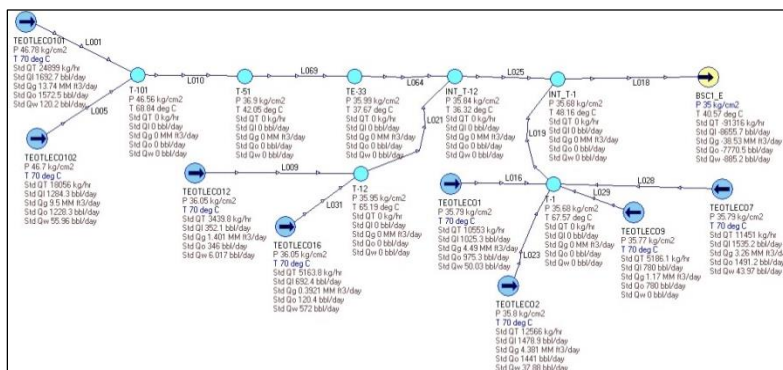 TEOTLECO101
P 46.78 kg/cm2
T 70 deg C
Std QT 24899 kg/hr
Std Ql 1692.7 bbl/day
Std Qg 13.74 MM ft3/day
Std Qo 1572.5 bbl/day
Std Qw 120.2 bbl/day
L001
L005
TEOTLECO102
P 46.7 kg/cm2
T 70 deg C
Std QT 18056 kg/hr
Std Ql 1284.3 bbl/day
Std Qg 9.5 MM ft3/day
Std Qo 1228.3 bbl/day
Std Qw 55.96 bbl/day
L010
T-101
P 46.56 kg/cm2
T 68.84 deg C
Std QT 0 kg/hr
Std Ql 0 bbl/day
Std Qg 0 MM ft3/day
Std Qo 0 bbl/day
Std Qw 0 bbl/day
L069
T-51
P 36.9 kg/cm2
T 42.05 deg C
Std QT 0 kg/hr
Std Ql 0 bbl/day
Std Qg 0 MM ft3/day
Std Qo 0 bbl/day
Std Qw 0 bbl/day
L064
TE-33
P 35.99 kg/cm2
T 37.67 deg C
Std QT 0 kg/hr
Std Ql 0 bbl/day
Std Qg 0 MM ft3/day
Std Qo 0 bbl/day
Std Qw 0 bbl/day
L025
INT_T-12
P 35.84 kg/cm2
T 36.32 deg C
Std QT 0 kg/hr
Std Ql 0 bbl/day
Std Qg 0 MM ft3/day
Std Qo 0 bbl/day
Std Qw 0 bbl/day
L021
L018
INT_T-1
P 35.68 kg/cm2
T 48.16 deg C
Std QT 0 kg/hr
Std Ql 0 bbl/day
Std Qg 0 MM ft3/day
Std Qo 0 bbl/day
Std Qw 0 bbl/day
L019
BSC1_E
P 35 kg/cm2
T 40.57 deg C
Std QT -91316 kg/hr
Std Ql -8655.7 bbl/day
Std Qg -38.53 MM ft3/day
Std Qo -7770.5 bbl/day
Std Qw -885.2 bbl/day
L009
TEOTLECO12
P 36.05 kg/cm2
T 70 deg C
Std QT 3439.8 kg/hr
Std Ql 352.1 bbl/day
Std Qg 1.401 MM ft3/day
Std Qo 346 bbl/day
Std Qw 6.017 bbl/day
L031
TEOTLECO16
P 36.05 kg/cm2
T 70 deg C
Std QT 5163.8 kg/hr
Std Ql 692.4 bbl/day
Std Qg 0.3921 MM ft3/day
Std Qo 120.4 bbl/day
Std Qw 572 bbl/day
T-12
P 35.95 kg/cm2
T 65.19 deg C
Std QT 0 kg/hr
Std Ql 0 bbl/day
Std Qg 0 MM ft3/day
Std Qo 0 bbl/day
Std Qw 0 bbl/day
L016
TEOTLECO1
P 35.79 kg/cm2
T 70 deg C
Std QT 10553 kg/hr
Std Ql 1025.3 bbl/day
Std Qg 4.49 MM ft3/day
Std Qo 975.3 bbl/day
Std Qw 50.03 bbl/day
L023
TEOTLECO2
P 35.8 kg/cm2
T 70 deg C
Std QT 12566 kg/hr
Std Ql 1478.9 bbl/day
Std Qg 4.381 MM ft3/day
Std Qo 1441 bbl/day
Std Qw 37.88 bbl/day
T-1
P 35.68 kg/cm2
T 67.57 deg C
Std QT 0 kg/hr
Std Ql 0 bbl/day
Std Qg 0 MM ft3/day
Std Qo 0 bbl/day
Std Qw 0 bbl/day
L029
L028
TEOTLECO9
P 35.77 kg/cm2
T 70 deg C
Std QT 5186.1 kg/hr
Std Ql 780 bbl/day
Std Qg 1.17 MM ft3/day
Std Qo 780 bbl/day
Std Qw 0 bbl/day
TEOTLECO7
P 35.79 kg/cm2
T 70 deg C
Std QT 11451 kg/hr
Std Ql 1535.2 bbl/day
Std Qg 3.26 MM ft3/day
Std Qo 1491.2 bbl/day
Std Qw 43.97 bbl/day